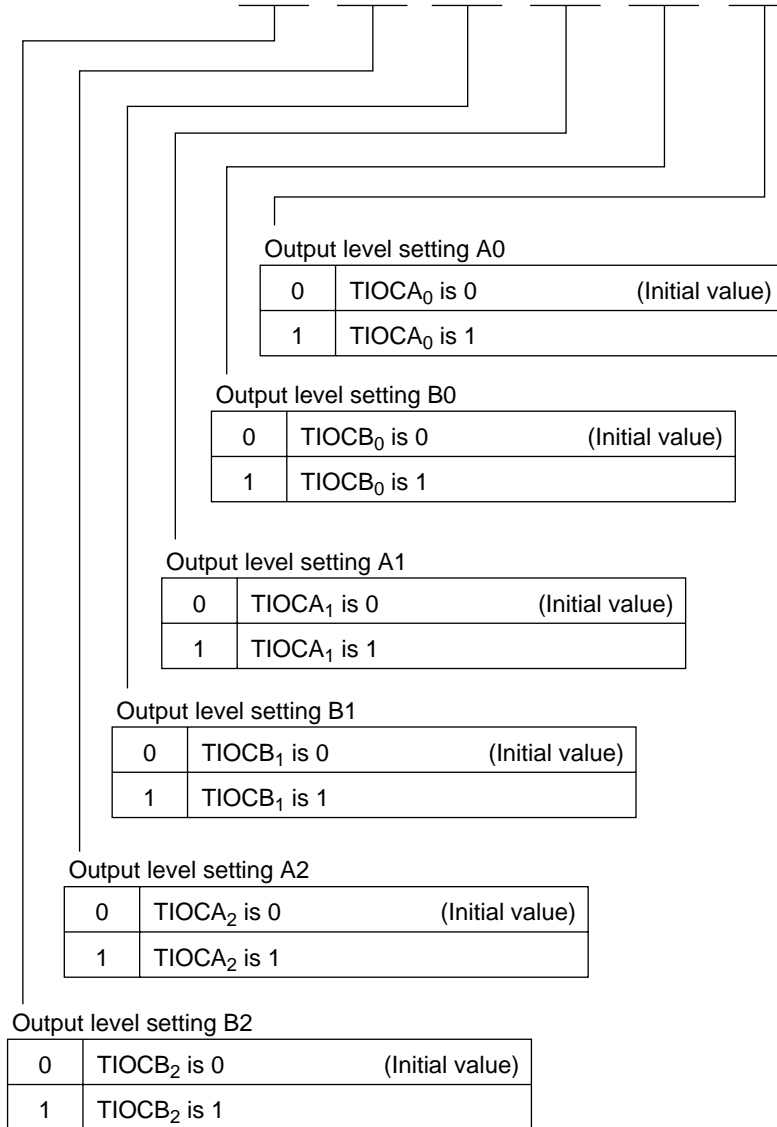 Output level setting A0
0 TIOCA₀ is 0 (Initial value)
1 TIOCA₀ is 1
Output level setting B0
0 TIOCB₀ is 0 (Initial value)
1 TIOCB₀ is 1
Output level setting A1
0 TIOCA₁ is 0 (Initial value)
1 TIOCA₁ is 1
Output level setting B1
0 TIOCB₁ is 0 (Initial value)
1 TIOCB₁ is 1
Output level setting A2
0 TIOCA₂ is 0 (Initial value)
1 TIOCA₂ is 1
Output level setting B2
0 TIOCB₂ is 0 (Initial value)
1 TIOCB₂ is 1